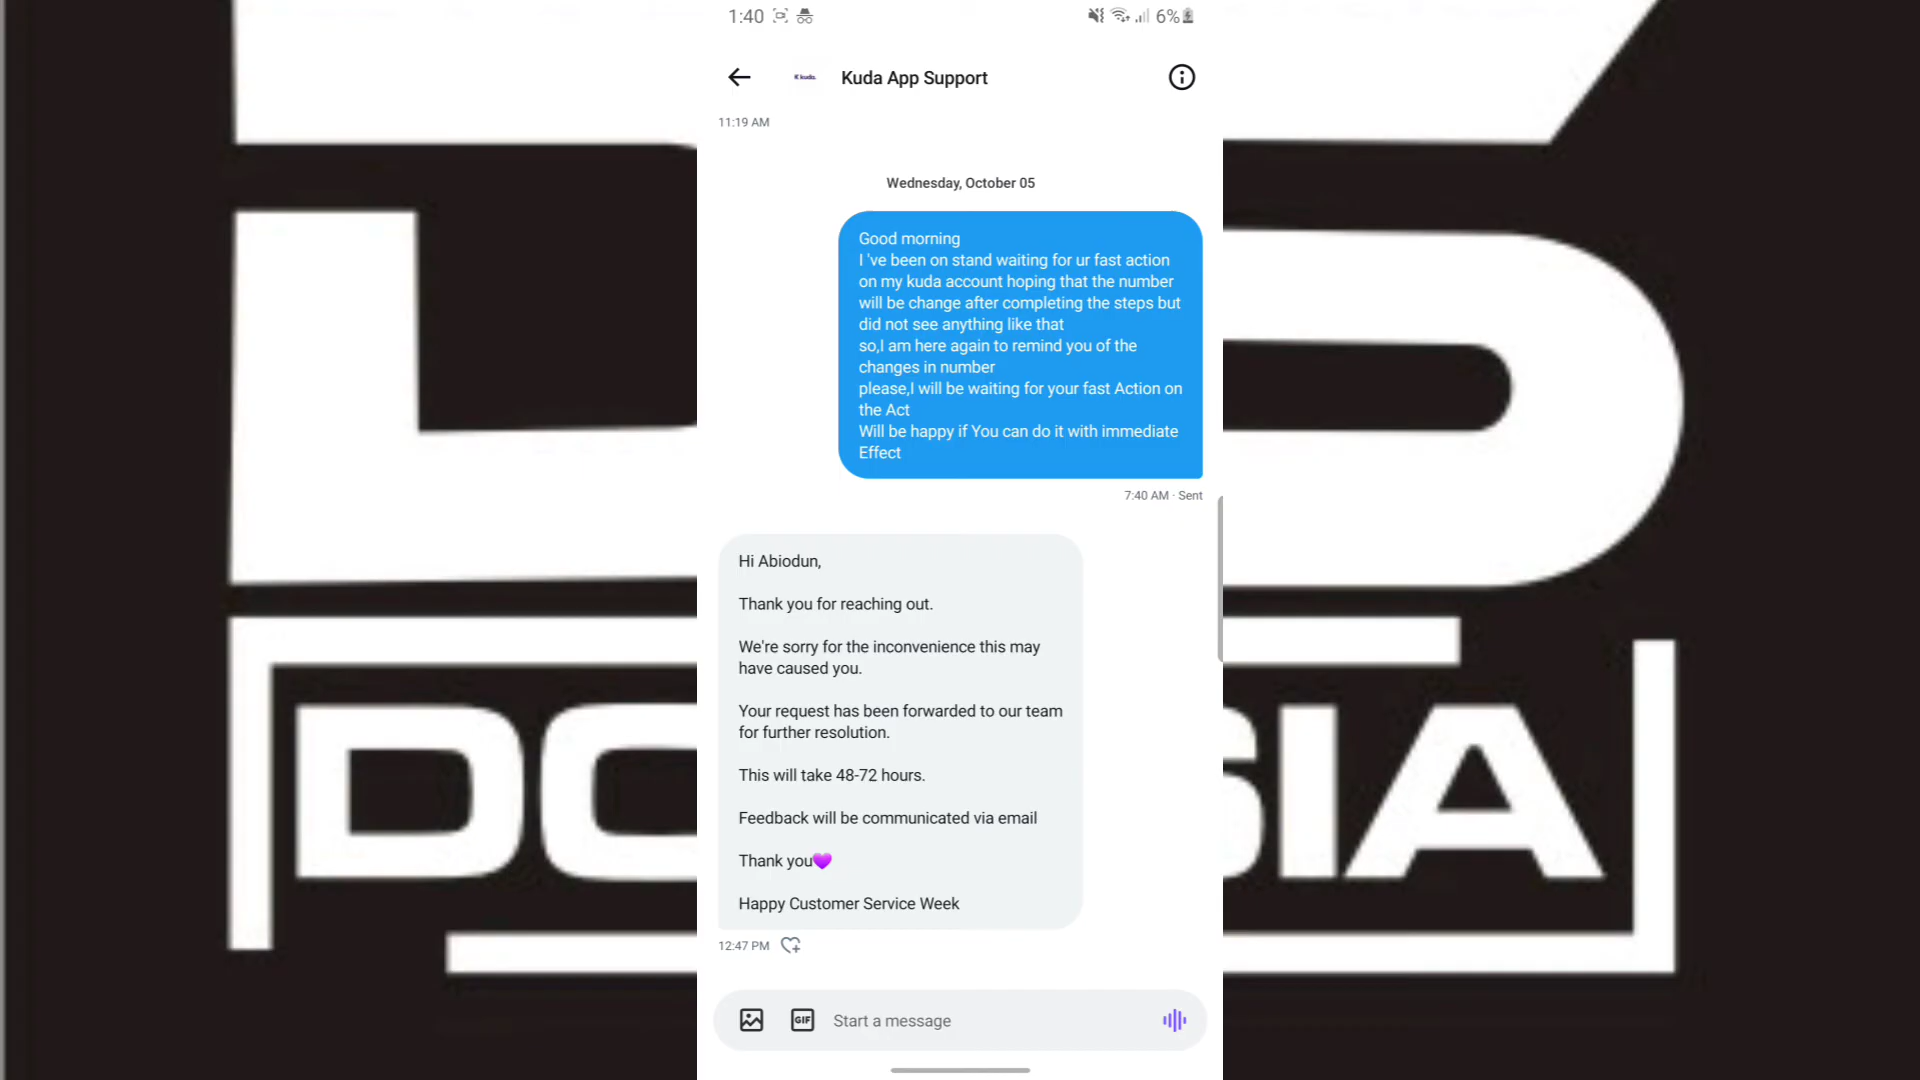 1:40
6%
K kuda.
Kuda App Support
11:19 AM
Wednesday, October 05
Good morning
I 've been on stand waiting for ur fast action
on my kuda account hoping that the number
will be change after completing the steps but
did not see anything like that
so,I am here again to remind you of the
changes in number
please,I will be waiting for your fast Action on
the Act
Will be happy if You can do it with immediate
Effect
7:40 AM · Sent
Hi Abiodun,
Thank you for reaching out.
We're sorry for the inconvenience this may
have caused you.
Your request has been forwarded to our team
for further resolution.
This will take 48-72 hours.
Feedback will be communicated via email
Thank you💜
Happy Customer Service Week
12:47 PM
GIF
Start a message